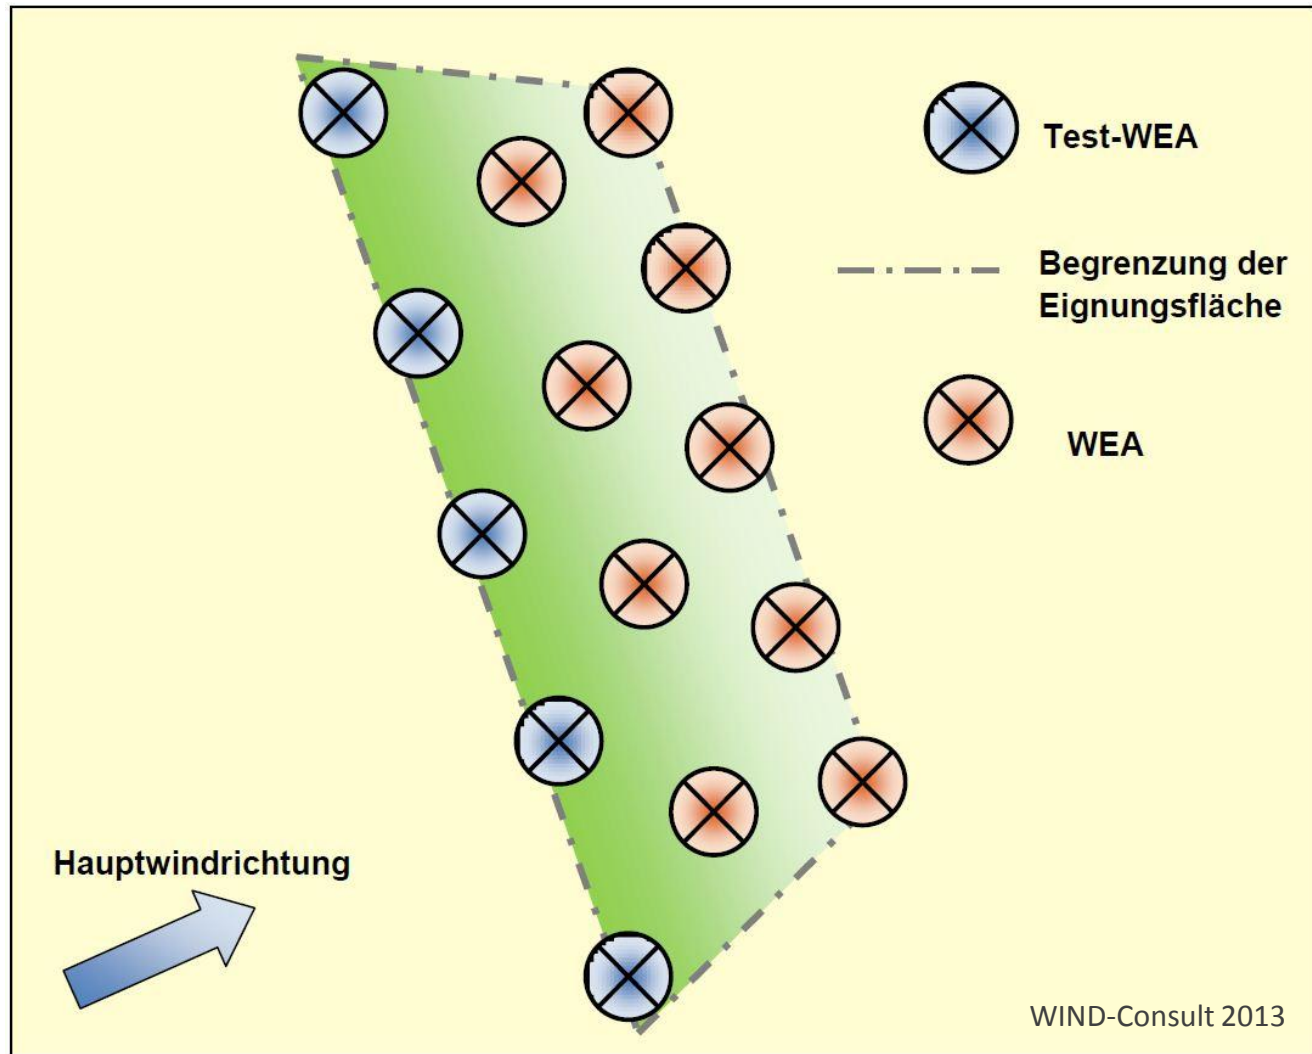 Test-WEA
Begrenzung der
Eignungsfläche
WEA
Hauptwindrichtung
WIND-Consult 2013